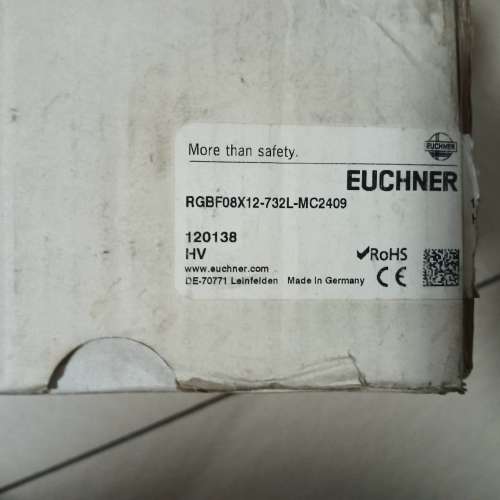 EUCHNER
More than safety.
EUCHNER
RGBF08X12-732L-MC2409
120138
HV
✓RoHS
www.euchner.com
DE-70771 Leinfelden Made in Germany
CE